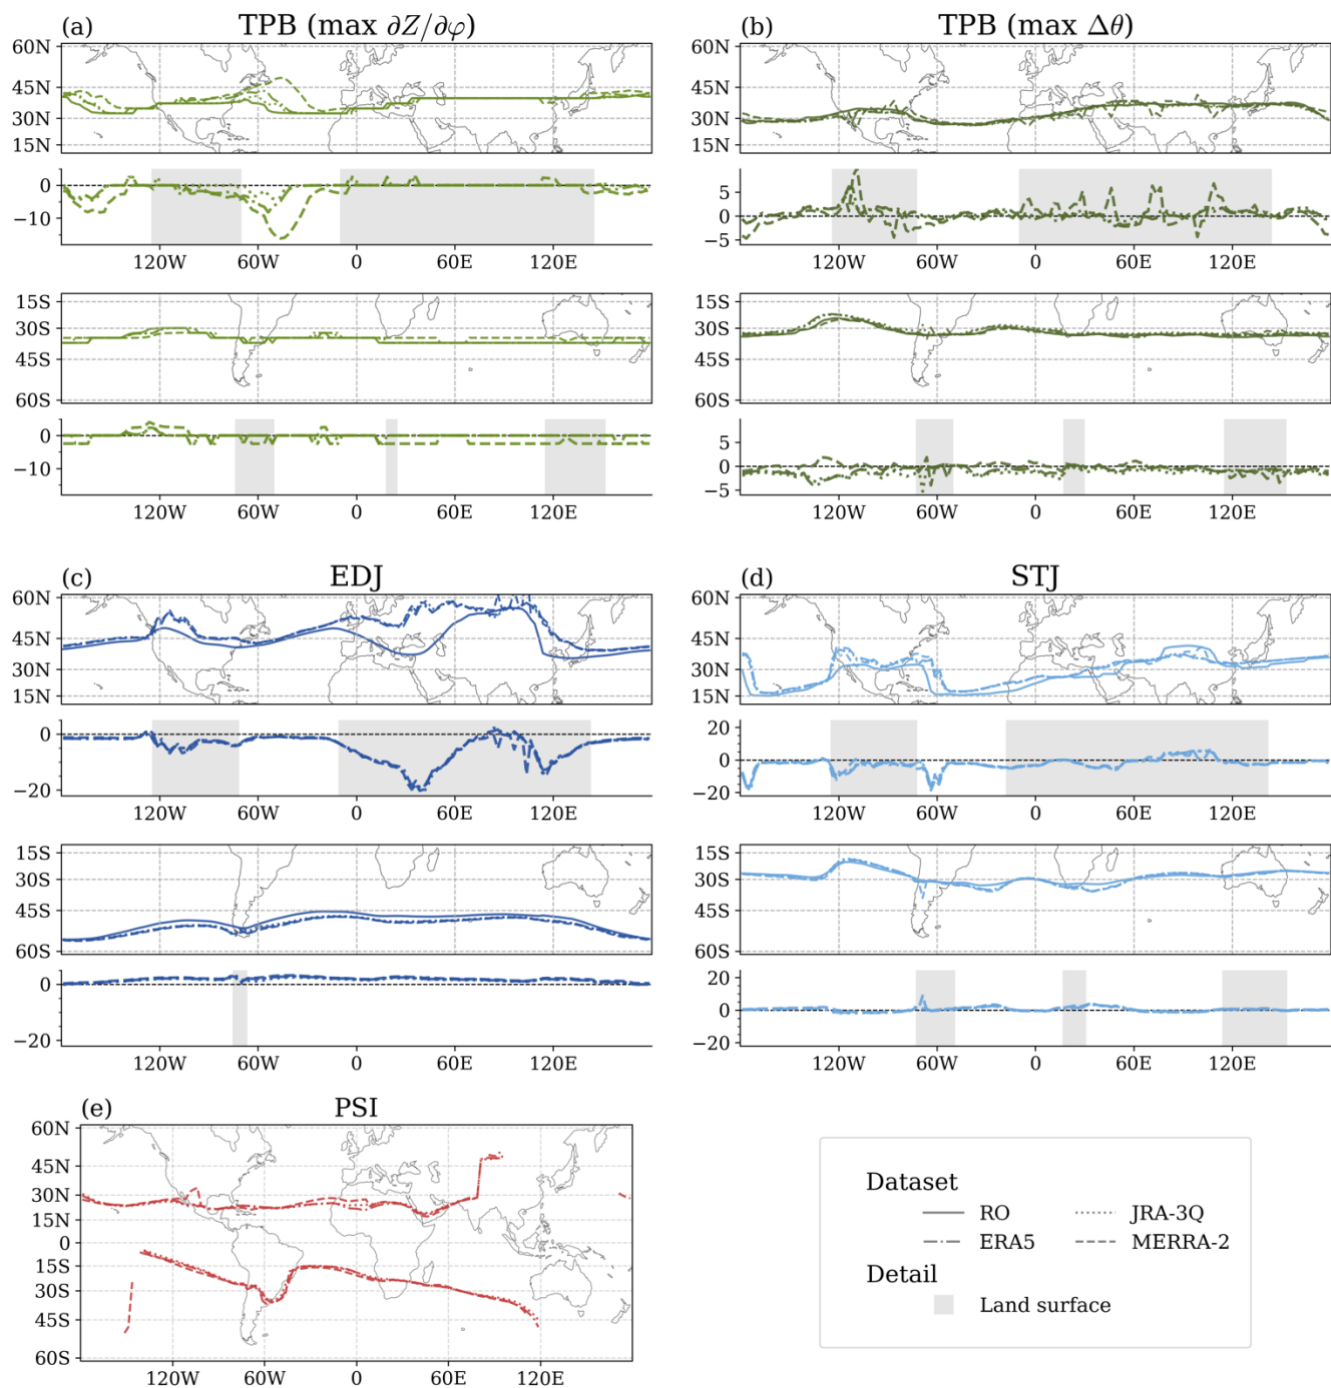 (a) TPB (max ∂Z/∂φ)
60N
45N
30N
15N
0
−10
120W 60W 0 60E 120E
15S
30S
45S
60S
0
−10
120W 60W 0 60E 120E
(b) TPB (max Δθ)
60N
45N
30N
15N
5
0
−5
120W 60W 0 60E 120E
15S
30S
45S
60S
5
0
−5
120W 60W 0 60E 120E
(c) EDJ
60N
45N
30N
15N
0
−20
120W 60W 0 60E 120E
15S
30S
45S
60S
0
−20
120W 60W 0 60E 120E
(d) STJ
60N
45N
30N
15N
20
0
−20
120W 60W 0 60E 120E
15S
30S
45S
60S
20
0
−20
120W 60W 0 60E 120E
(e) PSI
60N
45N
30N
15N
0
15S
30S
45S
60S
120W 60W 0 60E 120E
Dataset
RO JRA-3Q
ERA5 MERRA-2
Detail
Land surface